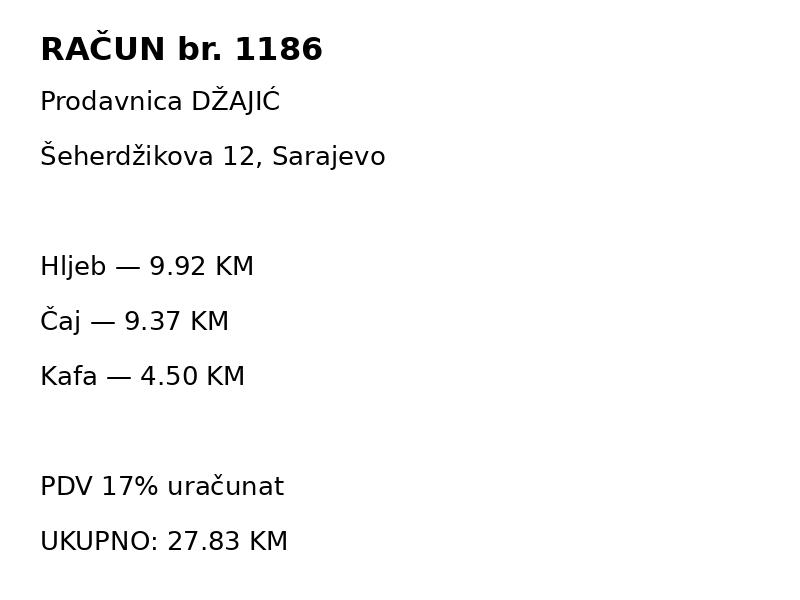 RAČUN br. 1186
Prodavnica DŽAJIĆ
Šeherdžikova 12, Sarajevo
Hljeb — 9.92 KM
Čaj — 9.37 KM
Kafa — 4.50 KM
PDV 17% uračunat
UKUPNO: 27.83 KM